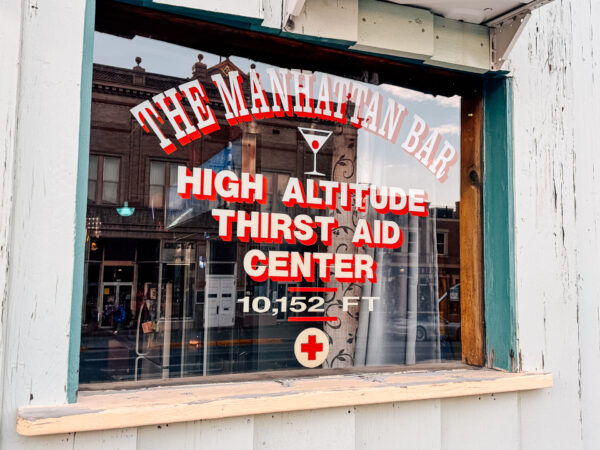 THE MANHATTAN BAR
HIGH ALTITUDE
THIRST AID
CENTER
10,152 FT